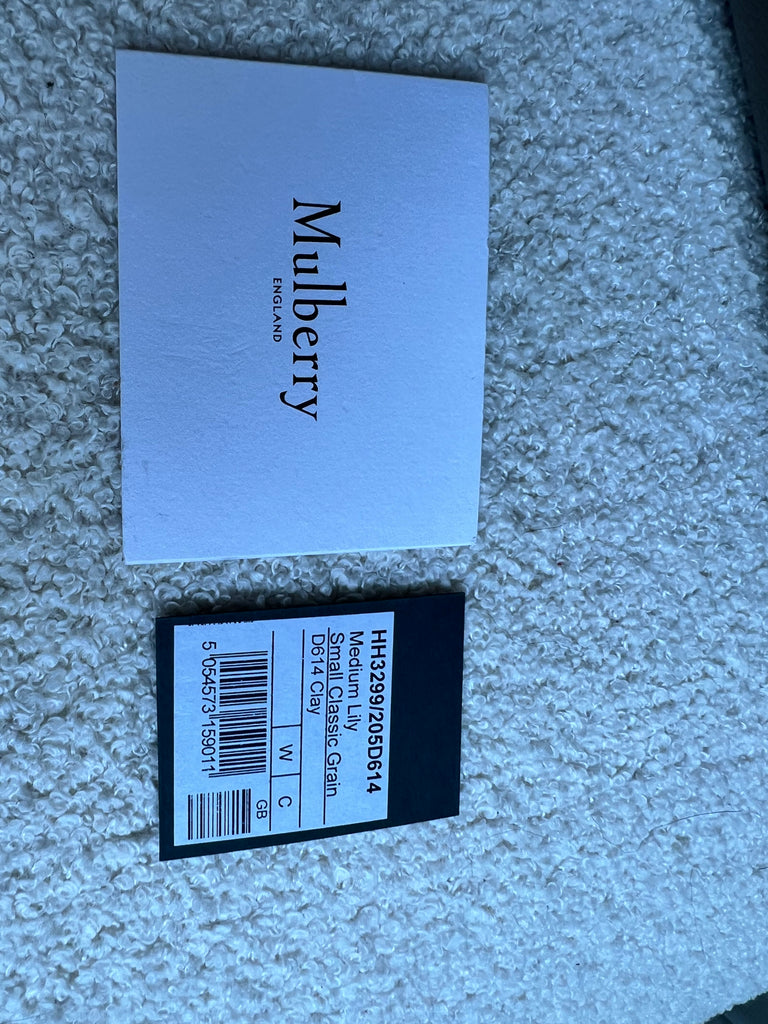 Mulberry
ENGLAND
HH3299/205D614
Medium Lily
Small Classic Grain
D614 Clay
W C
GB
5 054573 159011